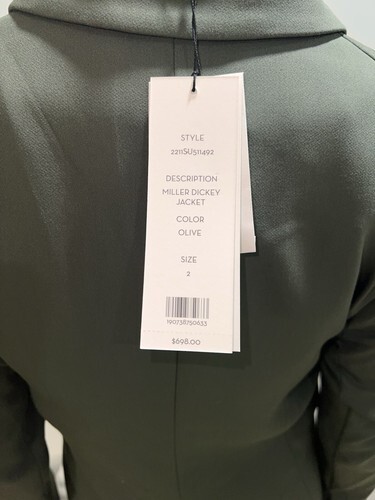 STYLE
2211SU511492
DESCRIPTION
MILLER DICKEY
JACKET
COLOR
OLIVE
SIZE
2
190738750653
$698.00